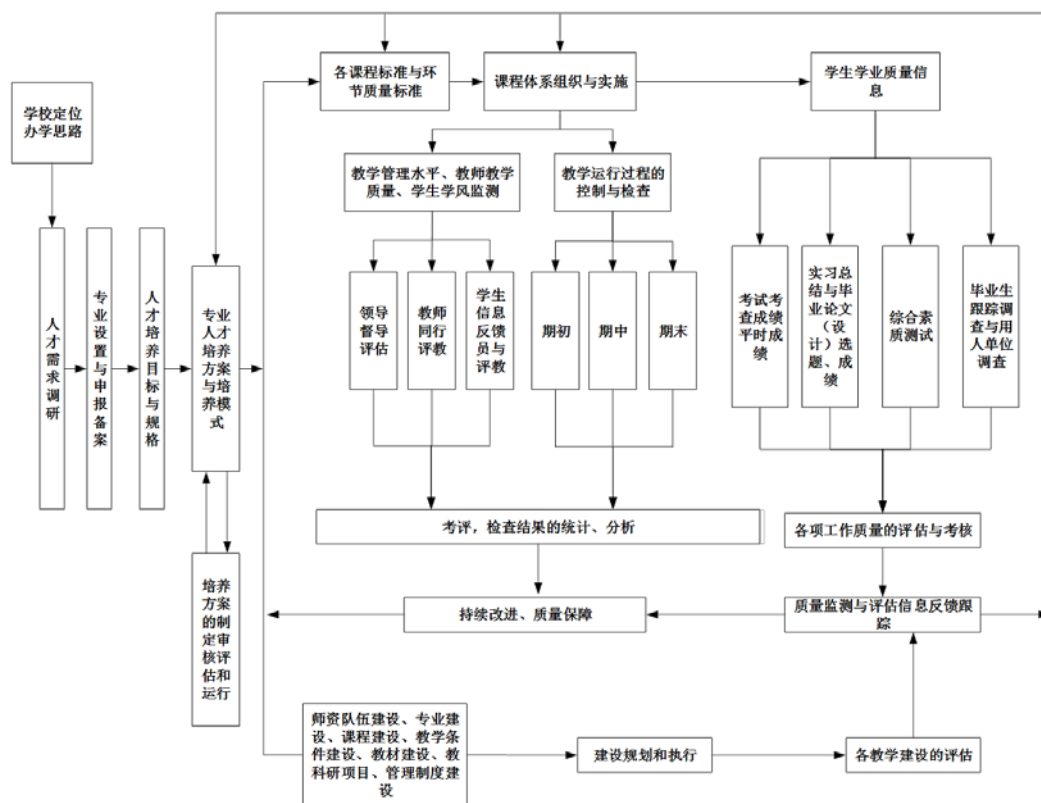 各课程标准与环
节质量标准
课程体系组织与实施
学生学业质量信
息
学校定位
办学思路
教学管理水平、教师教学
质量、学生学风监测
教学运行过程的
控制与检查
人才需求调研
专业设置与申报备案
人才培养目标与规格
专业
人才
培养
方案
与培
养模
式
领导
督导
评估
教师
同行
评教
学生
信息
反馈
员与
评教
期初
期中
期末
考试考
查成绩
平时成
绩
实习总
结与毕
业论文
（设
计）选
题、成
绩
综合素
质测试
毕业生
跟踪调
查与用
人单位
调查
考评，检查结果的统计、分析
各项工作质量的评估与考核
培养
方案
的制
定审
核评
估和
运行
持续改进、质量保障
质量监测与评估信息反馈跟
踪
师资队伍建设、专业建
设、课程建设、教学条
件建设、教材建设、教
科研项目、管理制度建
设
建设规划和执行
各教学建设的评估